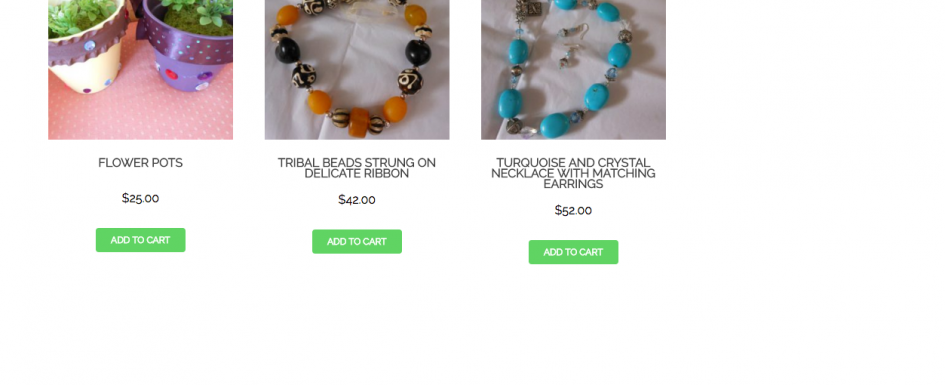 FLOWER POTS
$25.00
ADD TO CART
TRIBAL BEADS STRUNG ON
DELICATE RIBBON
$42.00
ADD TO CART
TURQUOISE AND CRYSTAL
NECKLACE WITH MATCHING
EARRINGS
$52.00
ADD TO CART